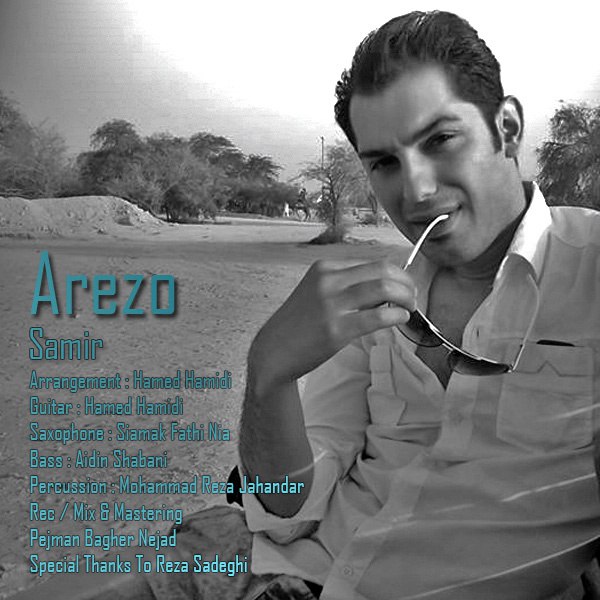 Arezo
Samir
Arrangement : Hamed Hamidi
Guitar : Hamed Hamidi
Saxophone : Siamak Fathi Nia
Bass : Aidin Shabani
Percussion : Mohammad Reza Jahandar
Rec / Mix & Mastering
Pejman Bagher Nejad
Special Thanks To Reza Sadeghi